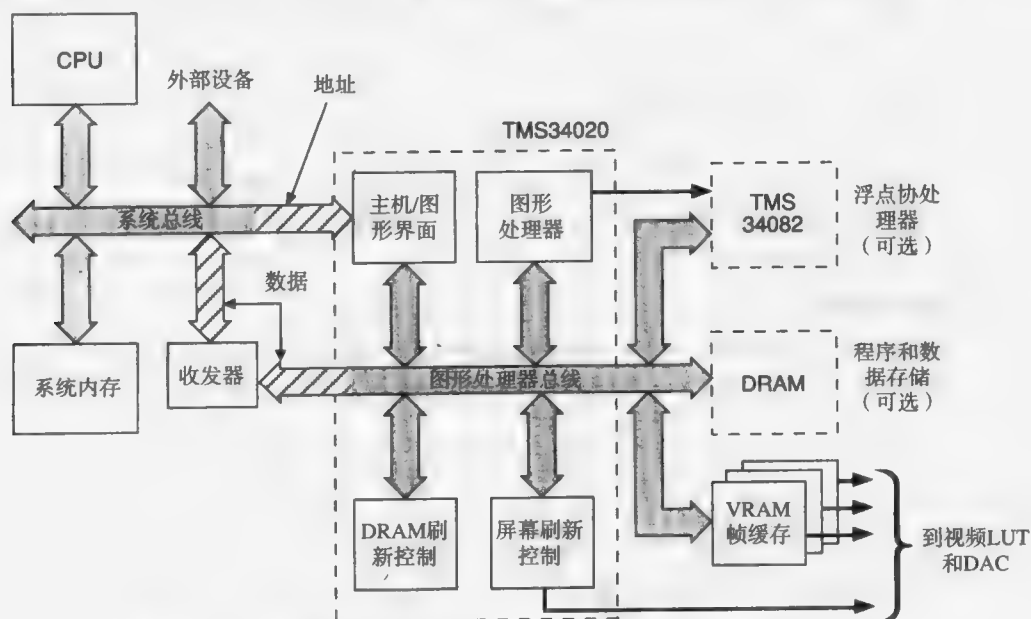 CPU
外部设备
地址
TMS34020
系统总线
主机/图
形界面
图形
处理器
TMS
34082
浮点协处
理器
（可选）
数据
系统内存
收发器
图形处理器总线
DRAM
程序和数
据存储
（可选）
DRAM刷
新控制
屏幕刷新
控制
VRAM
帧缓存
到视频LUT
和DAC